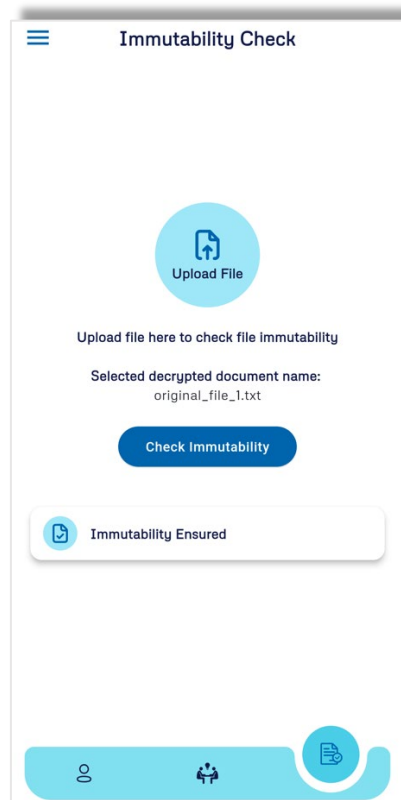 Immutability Check
Upload File
Upload file here to check file immutability
Selected decrypted document name:
original_file_1.txt
Check Immutability
Immutability Ensured